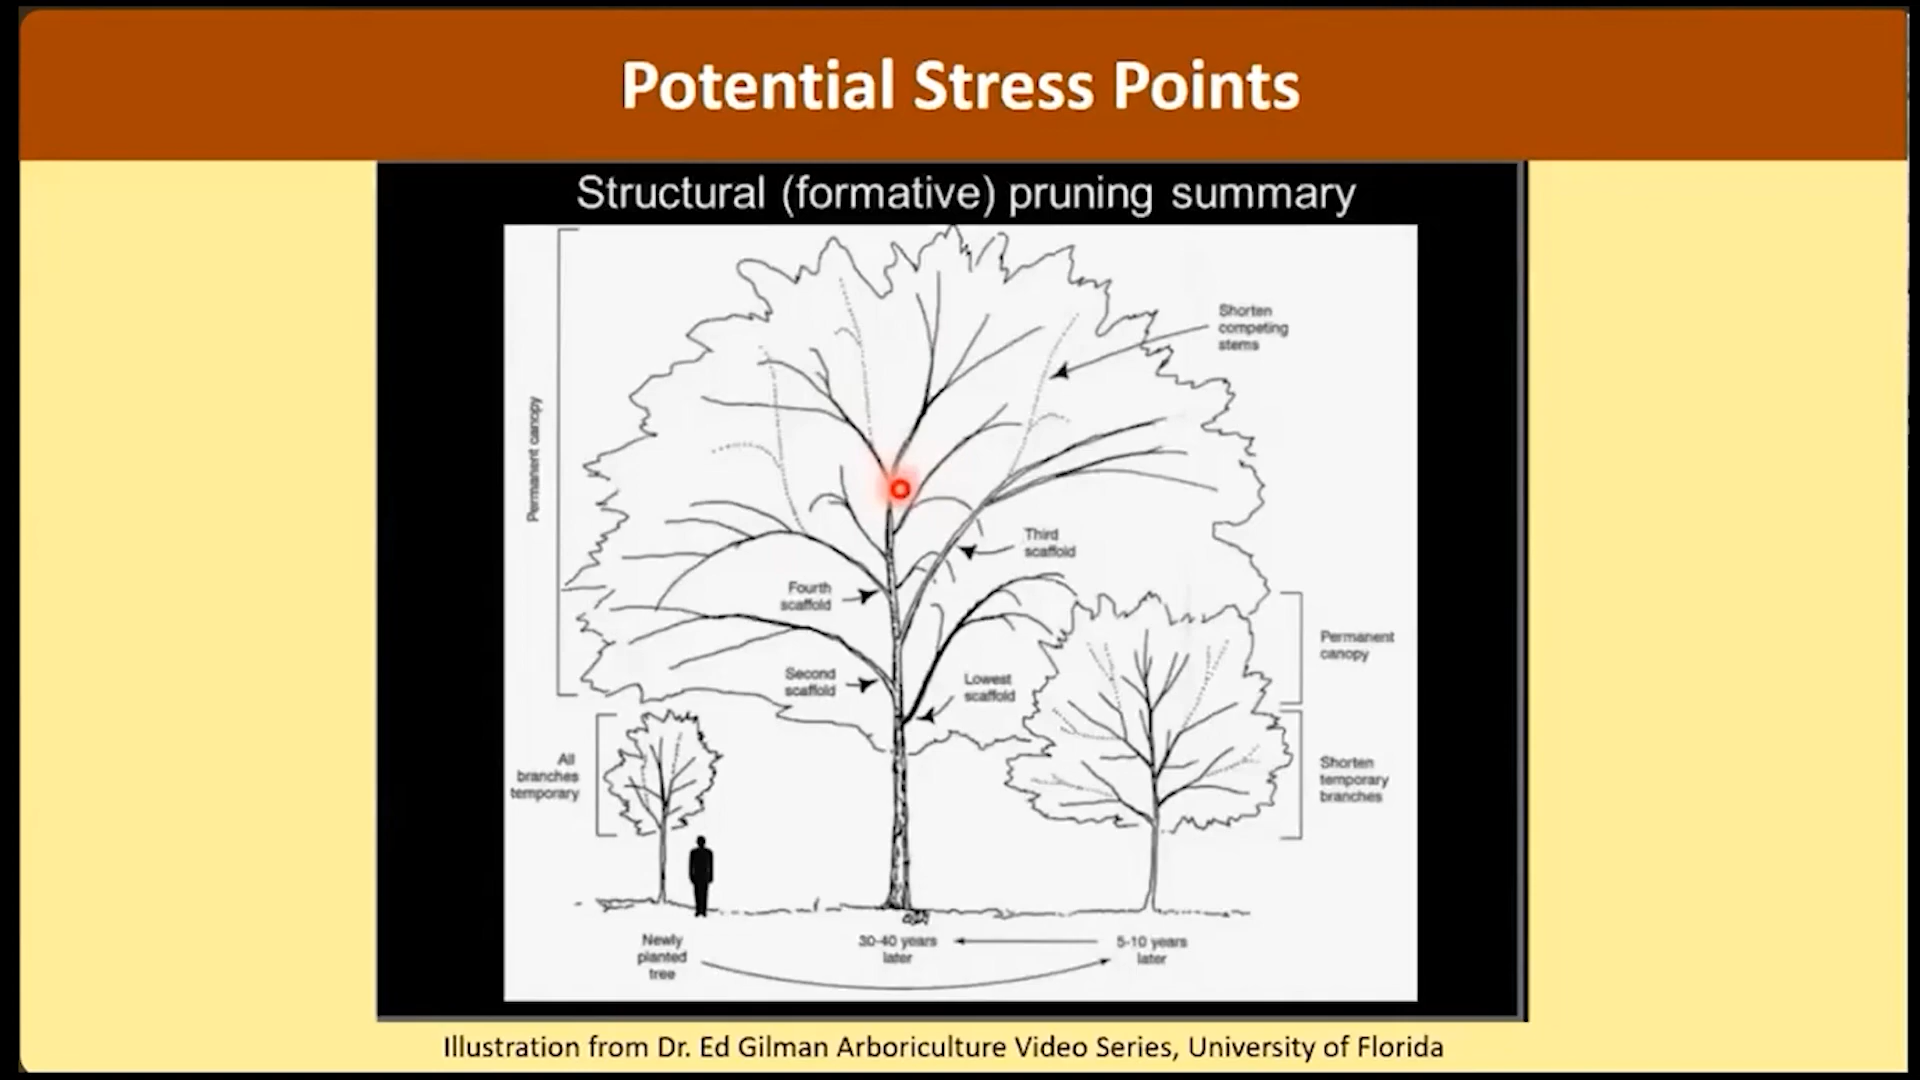 Potential Stress Points
Structural (formative) pruning summary
Shorten
competing
stems
Permanent canopy
Third
scaffold
Fourth
scaffold
Second
scaffold
Lowest
scaffold
Permanent
canopy
All
branches
temporary
Shorten
temporary
branches
Newly
planted
tree
30-40 years
later
5-10 years
later
Illustration from Dr. Ed Gilman Arboriculture Video Series, University of Florida